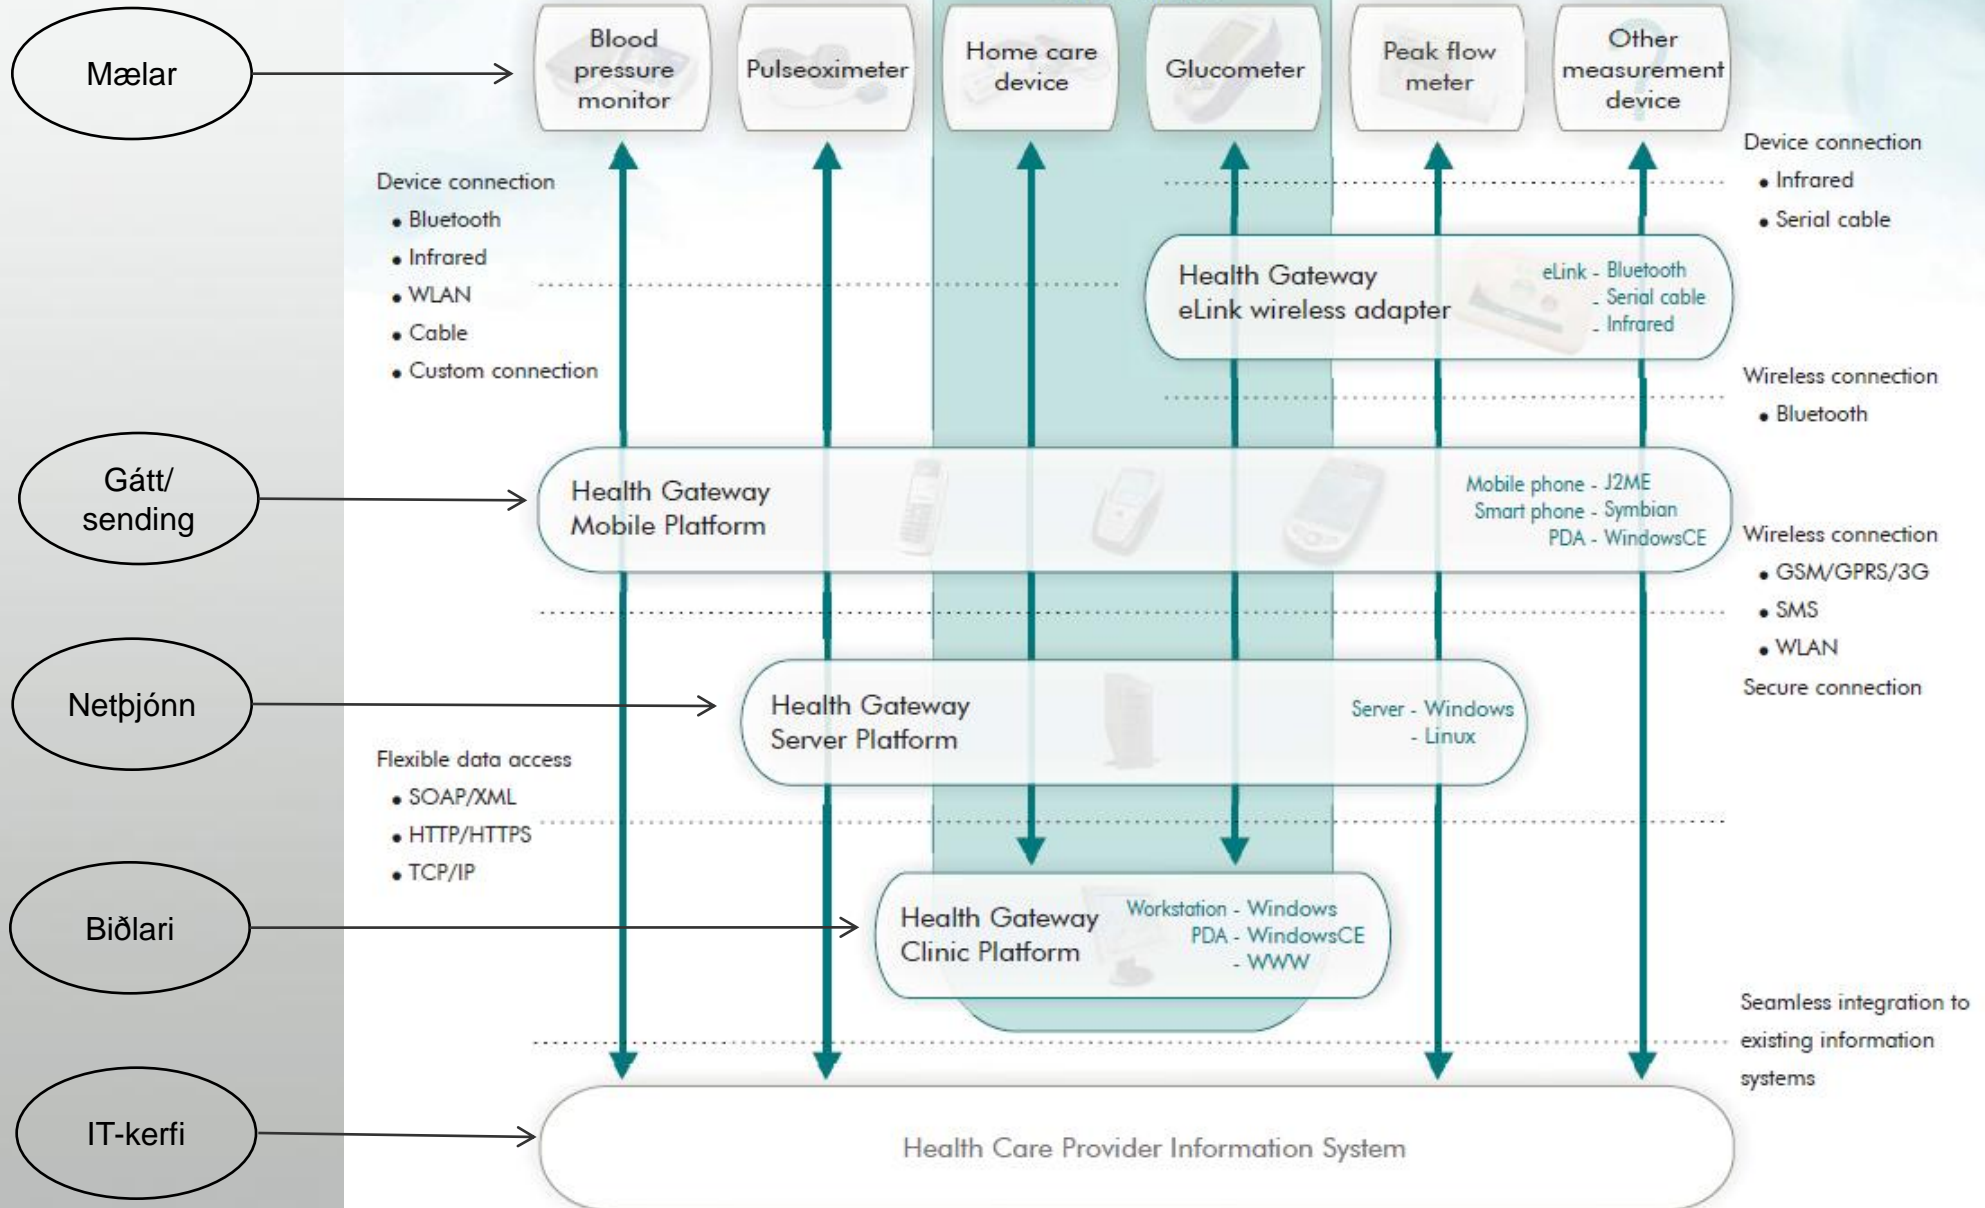 Mælar
Blood
pressure
monitor
Pulseoximeter
Home care
device
Glucometer
Peak flow
meter
Other
measurement
device
Device connection
• Bluetooth
• Infrared
• WLAN
• Cable
• Custom connection
Device connection
• Infrared
• Serial cable
Health Gateway
eLink wireless adapter
eLink - Bluetooth
- Serial cable
- Infrared
Wireless connection
• Bluetooth
Gátt/
sending
Health Gateway
Mobile Platform
Mobile phone - J2ME
Smart phone - Symbian
PDA - WindowsCE
Wireless connection
• GSM/GPRS/3G
• SMS
• WLAN
Secure connection
Netþjónn
Health Gateway
Server Platform
Server - Windows
- Linux
Flexible data access
• SOAP/XML
• HTTP/HTTPS
• TCP/IP
Biðlari
Health Gateway
Clinic Platform
Workstation - Windows
PDA - WindowsCE
- WWW
Seamless integration to
existing information
systems
IT-kerfi
Health Care Provider Information System